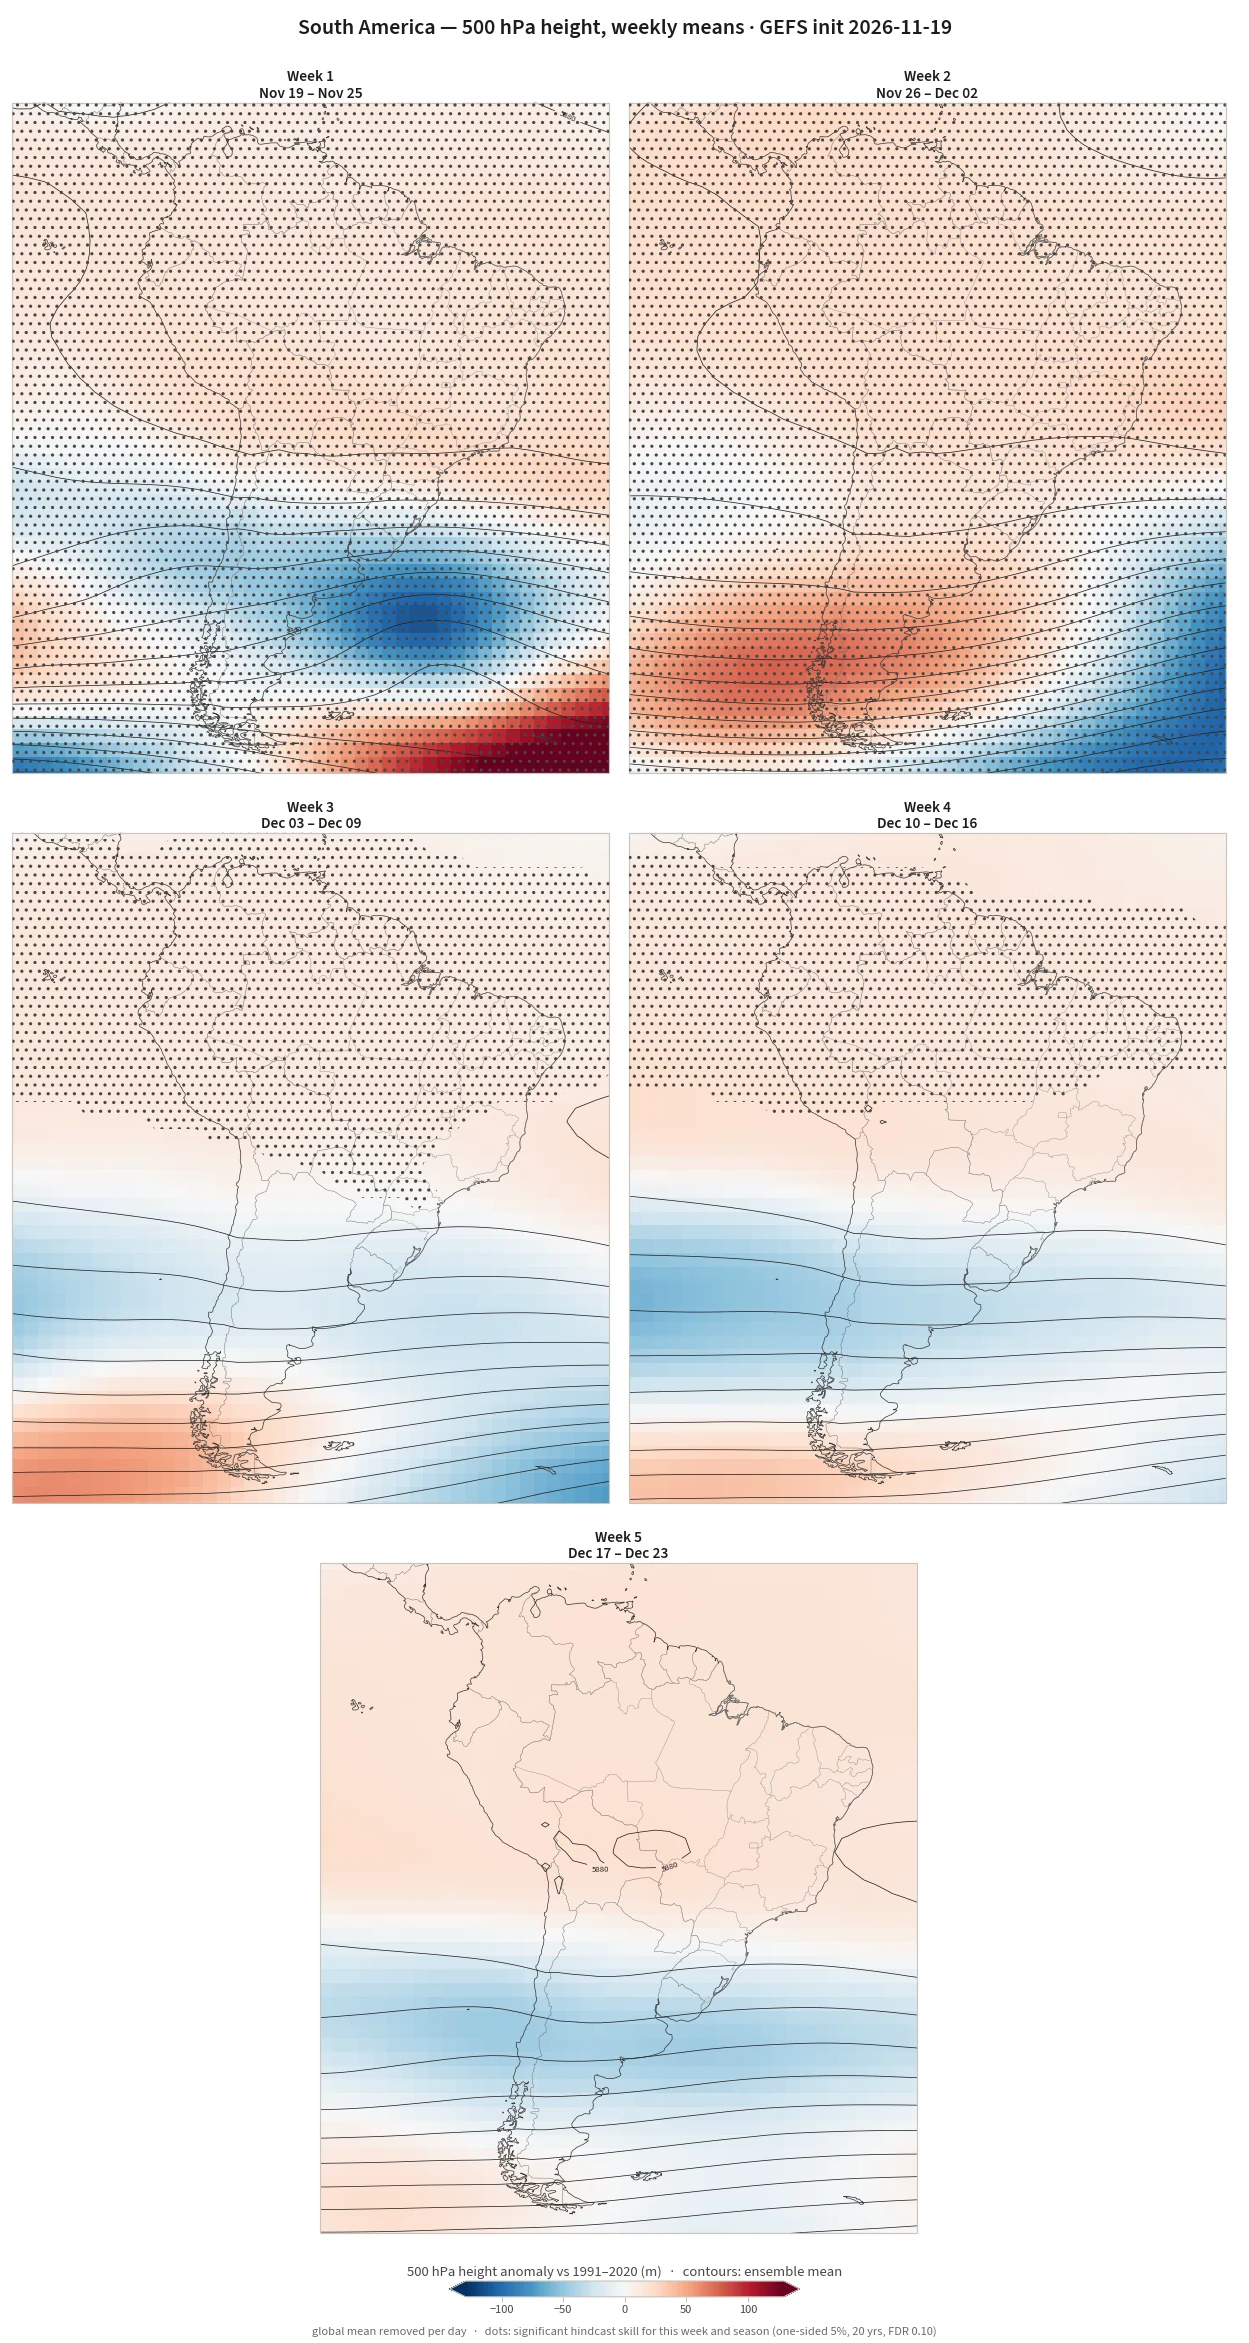 South America — 500 hPa height, weekly means · GEFS init 2026-11-19
Week 1
Nov 19 – Nov 25
5880
Week 2
Nov 26 – Dec 02
Week 3
Dec 03 – Dec 09
Week 4
Dec 10 – Dec 16
Week 5
Dec 17 – Dec 23
5880
5880
500 hPa height anomaly vs 1991–2020 (m) · contours: ensemble mean
−100 −50 0 50 100
global mean removed per day · dots: significant hindcast skill for this week and season (one-sided 5%, 20 yrs, FDR 0.10)